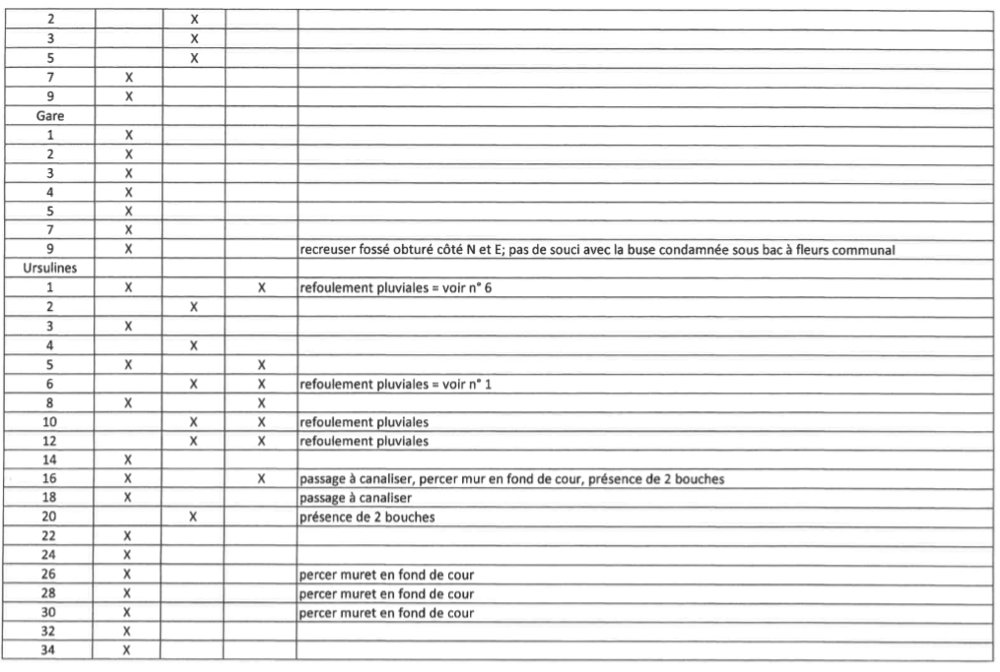 2 X
3 X
5 X
7 X
9 X
Gare
1 X
2 X
3 X
4 X
5 X
7 X
9 X recreuser fossé obturé côté N et E; pas de souci avec la buse condamnée sous bac à fleurs communal
Ursulines
1 X X refoulement pluviales = voir n° 6
2 X
3 X
4 X
5 X X
6 X X refoulement pluviales = voir n° 1
8 X X
10 X X refoulement pluviales
12 X X refoulement pluviales
14 X
16 X X passage à canaliser, percer mur en fond de cour, présence de 2 bouches
18 X passage à canaliser
20 X présence de 2 bouches
22 X
24 X
26 X percer muret en fond de cour
28 X percer muret en fond de cour
30 X percer muret en fond de cour
32 X
34 X